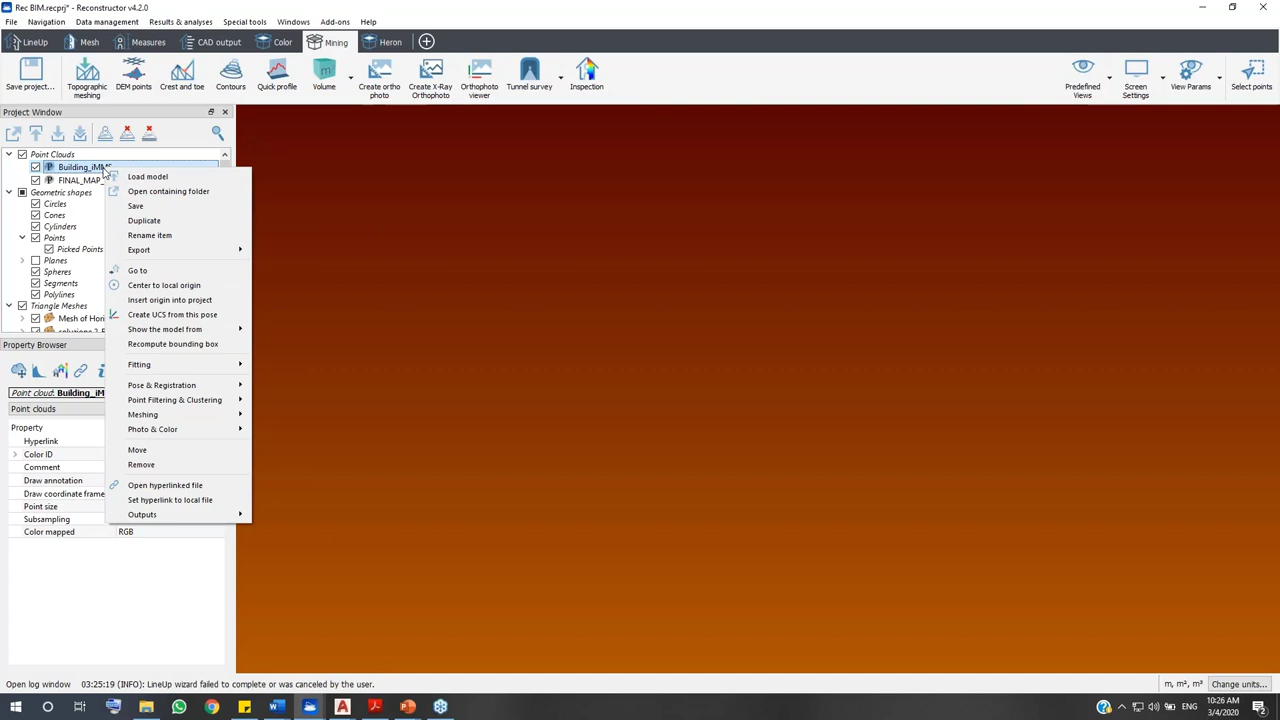 Rec BIM.recprj* - Reconstructor v4.2.0
File Navigation Data management Results & analyses Special tools Windows Add-ons Help
LineUp Mesh Measures CAD output Color Mining Heron
Save project... Topographic meshing DEM points Crest and toe Contours Quick profile Volume Create ortho photo Create X-Ray Orthophoto Orthophoto viewer Tunnel survey Inspection Predefined Views Screen Settings View Params Select points
Project Window
Point Clouds
Building_iMMS
FINAL_MAP_
Geometric shapes
Circles
Cones
Cylinders
Points
Picked Points
Planes
Spheres
Segments
Polylines
Triangle Meshes
Mesh of Hori
Property Browser
Point cloud: Building_iM
Point clouds
Property
Hyperlink
Color ID
Comment
Draw annotation
Draw coordinate frame
Point size
Subsampling
Color mapped RGB
Load model
Open containing folder
Save
Duplicate
Rename item
Export
Go to
Center to local origin
Insert origin into project
Create UCS from this pose
Show the model from
Recompute bounding box
Fitting
Pose & Registration
Point Filtering & Clustering
Meshing
Photo & Color
Move
Remove
Open hyperlinked file
Set hyperlink to local file
Outputs
Open log window 03:25:19 (INFO): LineUp wizard failed to complete or was canceled by the user. m, m², m³ Change units...
ENG 10:26 AM
3/4/2020